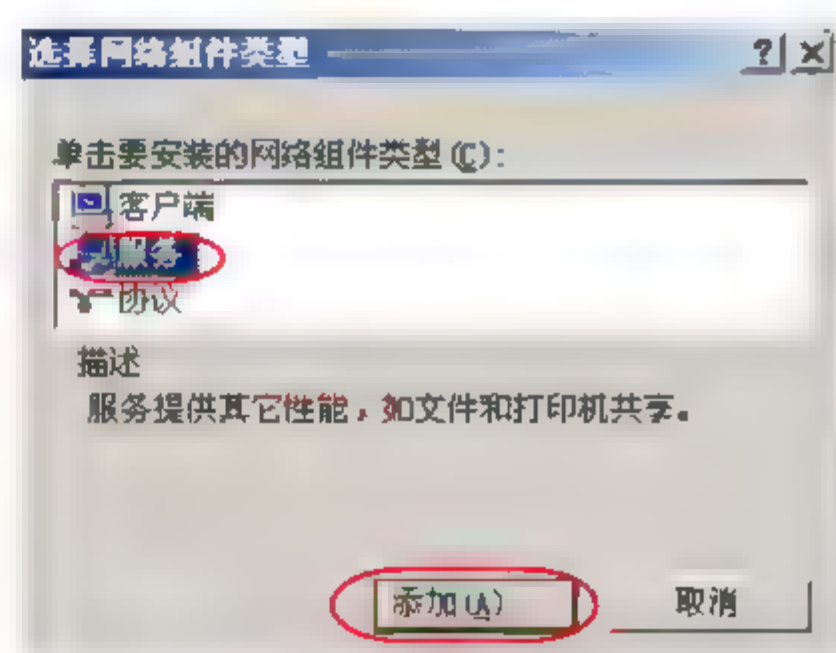 选择网络组件类型
单击要安装的网络组件类型(C):
客户端
服务
协议
描述
服务提供其它性能，如文件和打印机共享。
添加(A) 取消